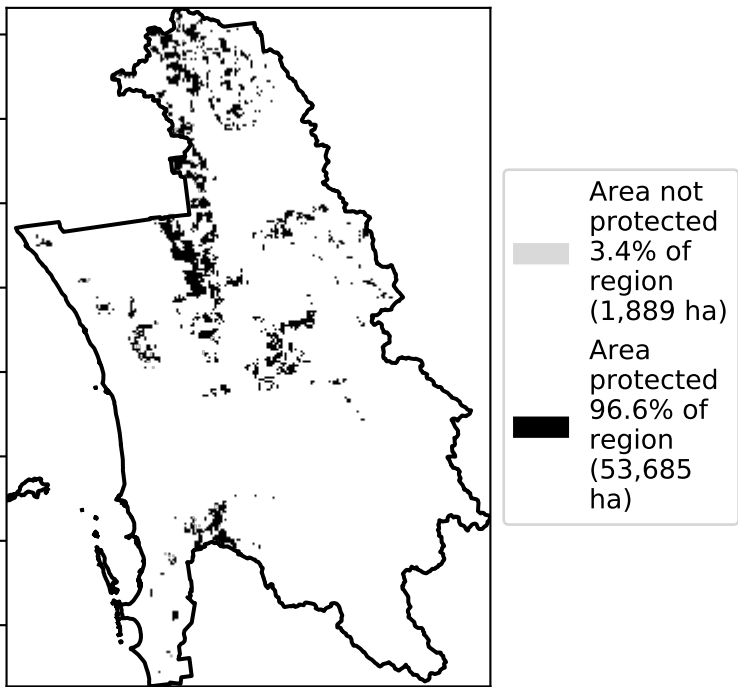 Area not
protected
3.4% of
region
(1,889 ha)
Area
protected
96.6% of
region
(53,685
ha)